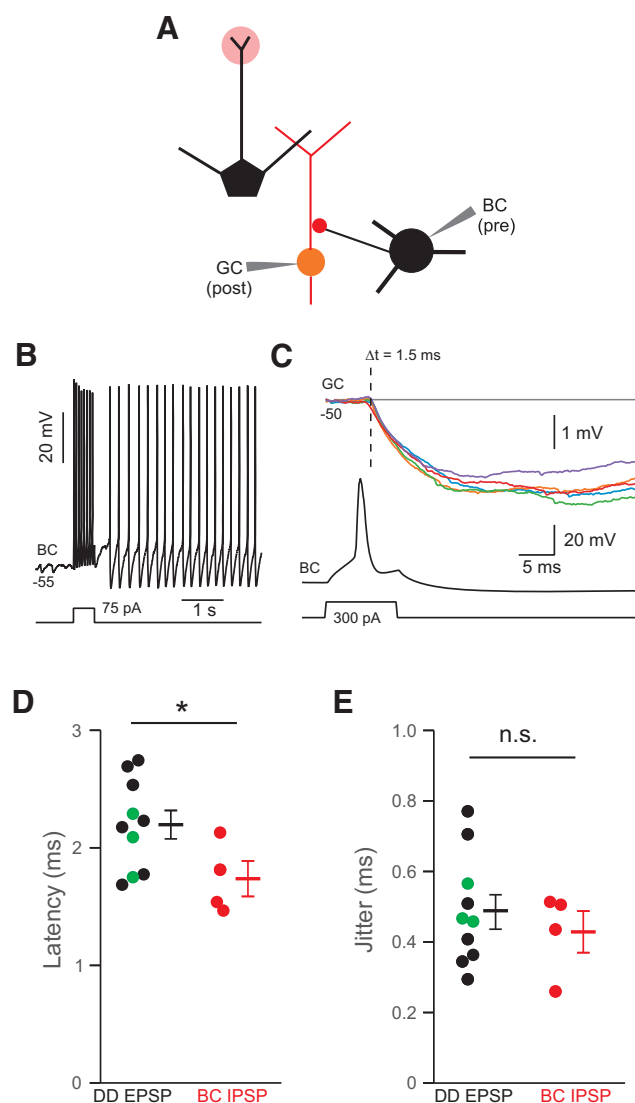 A
BC
(pre)
GC
(post)
B
20 mV
BC
-55
75 pA
1 s
C
Δt = 1.5 ms
GC
-50
1 mV
20 mV
5 ms
BC
300 pA
D
*
Latency (ms)
3
2
1
0
DD EPSP
BC IPSP
E
n.s.
Jitter (ms)
1.0
0.8
0.6
0.4
0.2
0.0
DD EPSP
BC IPSP